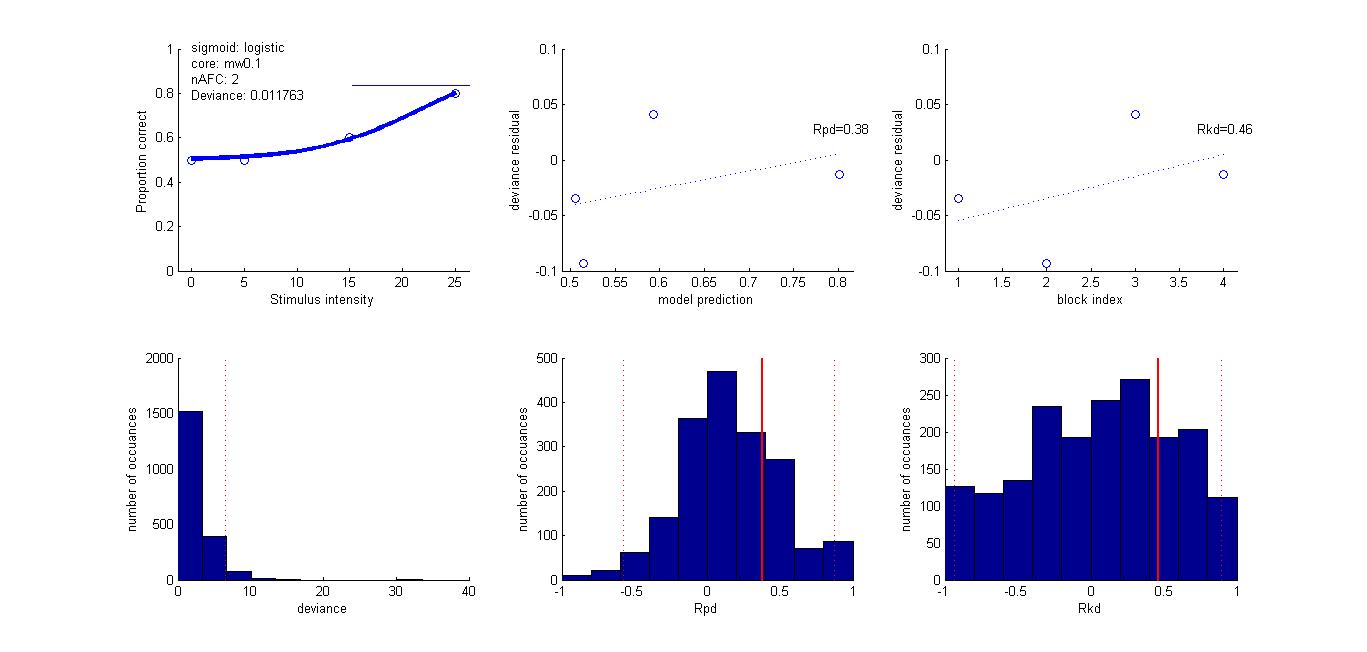 sigmoid: logistic
core: mw0.1
nAFC: 2
Deviance: 0.011763
Proportion correct
1
0.8
0.6
0.4
0.2
0
0 5 10 15 20 25
Stimulus intensity
deviance residual
0.1
0.05
0
-0.05
-0.1
Rpd=0.38
0.5 0.55 0.6 0.65 0.7 0.75 0.8
model prediction
deviance residual
0.1
0.05
0
-0.05
-0.1
Rkd=0.46
1 1.5 2 2.5 3 3.5 4
block index
number of occuances
2000
1500
1000
500
0
0 10 20 30 40
deviance
number of occuances
500
400
300
200
100
0
-1 -0.5 0 0.5 1
Rpd
number of occuances
300
250
200
150
100
50
0
-1 -0.5 0 0.5 1
Rkd